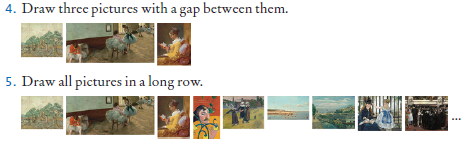 4. Draw three pictures with a gap between them.
5. Draw all pictures in a long row.
...